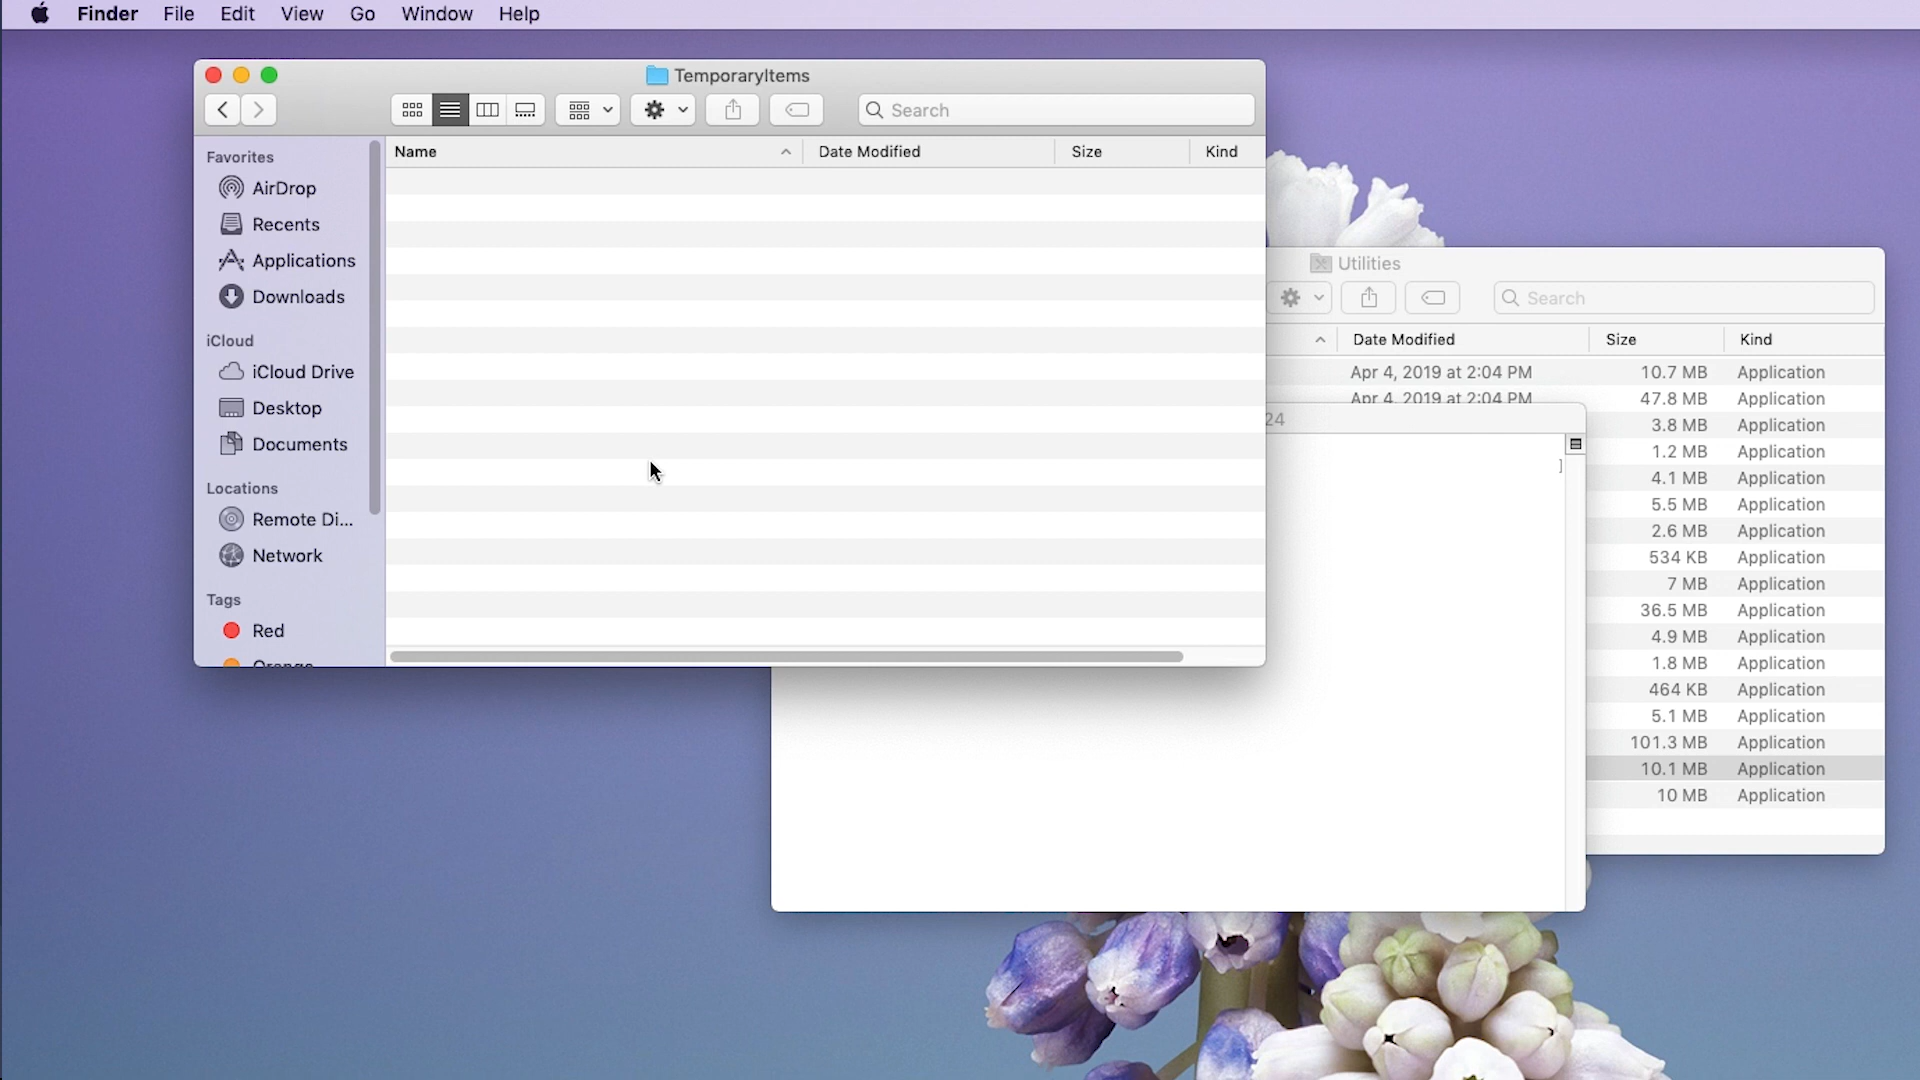 Finder File Edit View Go Window Help
TemporaryItems
Search
Name Date Modified Size Kind
Favorites
AirDrop
Recents
Applications
Downloads
iCloud
iCloud Drive
Desktop
Documents
Locations
Remote Di...
Network
Tags
Red
Orange
Utilities
Search
Date Modified Size Kind
Apr 4, 2019 at 2:04 PM 10.7 MB Application
Apr 4, 2019 at 2:04 PM 47.8 MB Application
3.8 MB Application
1.2 MB Application
4.1 MB Application
5.5 MB Application
2.6 MB Application
534 KB Application
7 MB Application
36.5 MB Application
4.9 MB Application
1.8 MB Application
464 KB Application
5.1 MB Application
101.3 MB Application
10.1 MB Application
10 MB Application
24
]